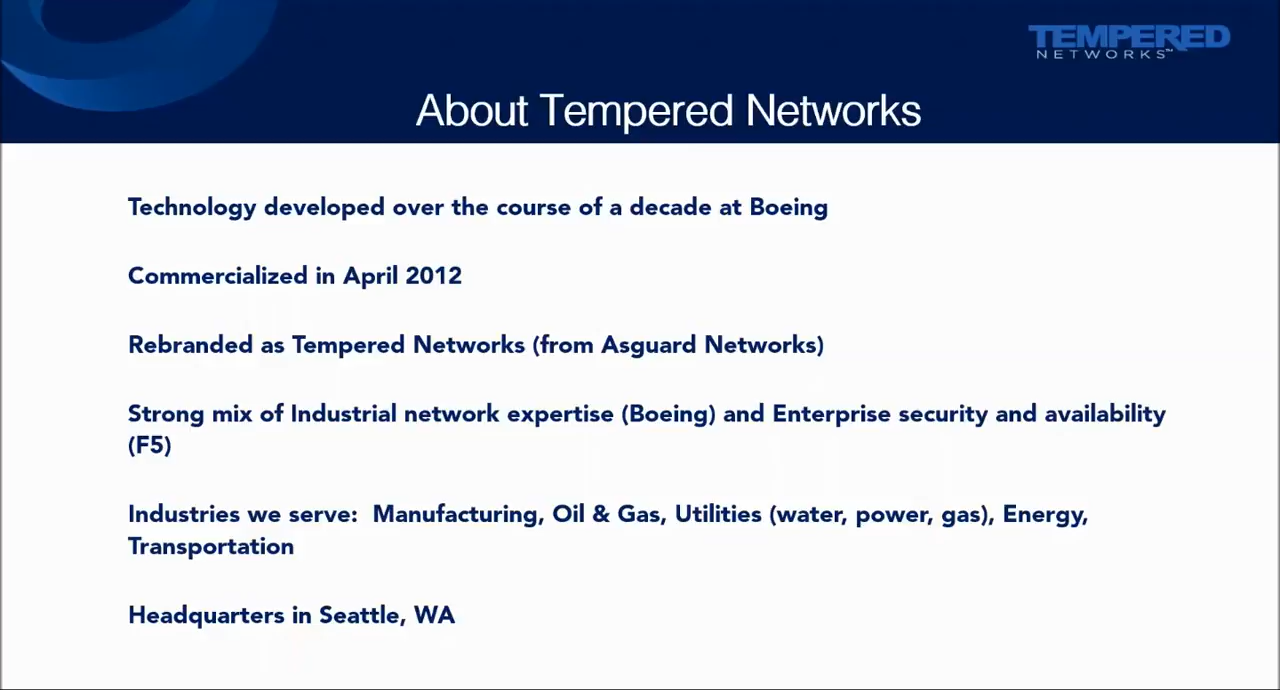 TEMPERED
NETWORKS™
About Tempered Networks
Technology developed over the course of a decade at Boeing
Commercialized in April 2012
Rebranded as Tempered Networks (from Asguard Networks)
Strong mix of Industrial network expertise (Boeing) and Enterprise security and availability
(F5)
Industries we serve:  Manufacturing, Oil & Gas, Utilities (water, power, gas), Energy,
Transportation
Headquarters in Seattle, WA